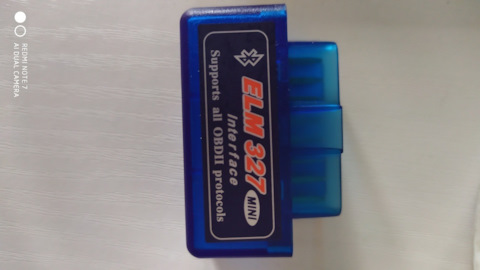 ELM 327
Interface
MINI
Supports all OBDII protocols
REDMI NOTE 7
AI DUAL CAMERA